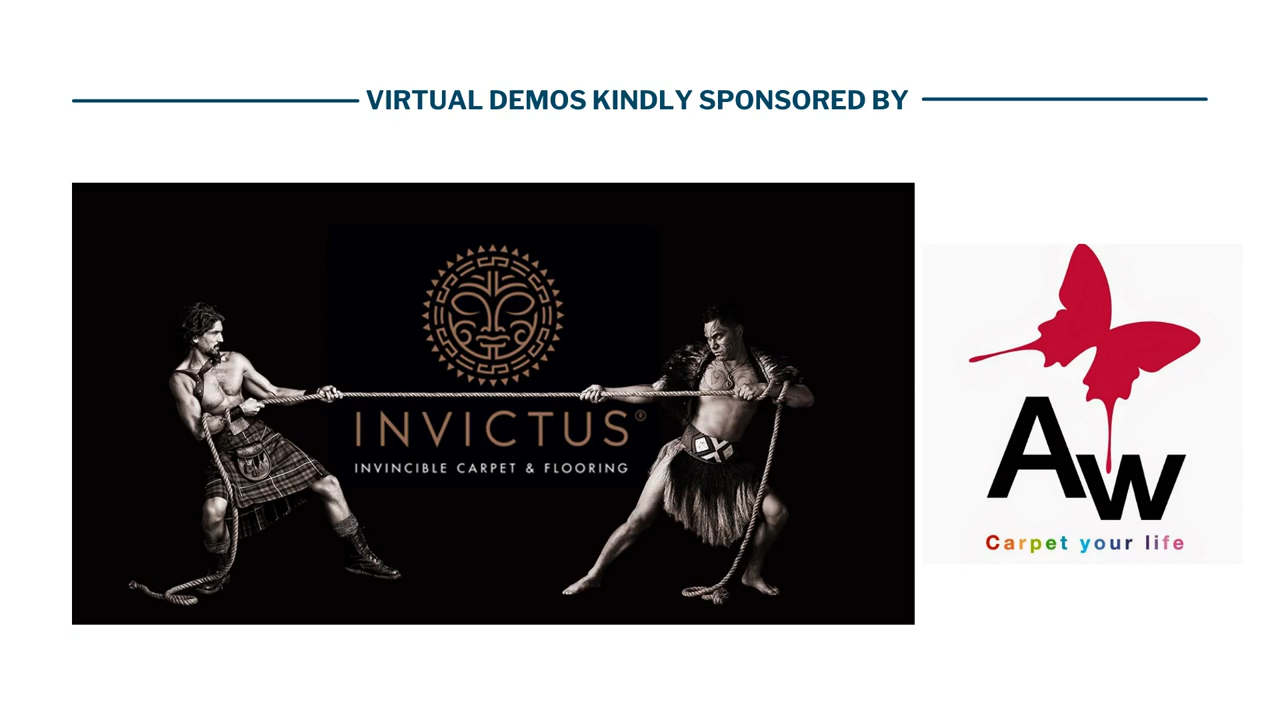 VIRTUAL DEMOS KINDLY SPONSORED BY
INVICTUS®
INVINCIBLE CARPET & FLOORING
AW
Carpet your life